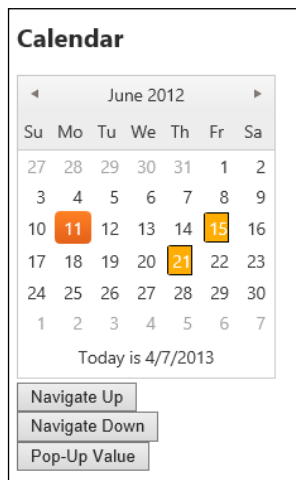 Calendar
June 2012
Su Mo Tu We Th Fr Sa
27 28 29 30 31 1 2
3 4 5 6 7 8 9
10 11 12 13 14 15 16
17 18 19 20 21 22 23
24 25 26 27 28 29 30
1 2 3 4 5 6 7
Today is 4/7/2013
Navigate Up
Navigate Down
Pop-Up Value